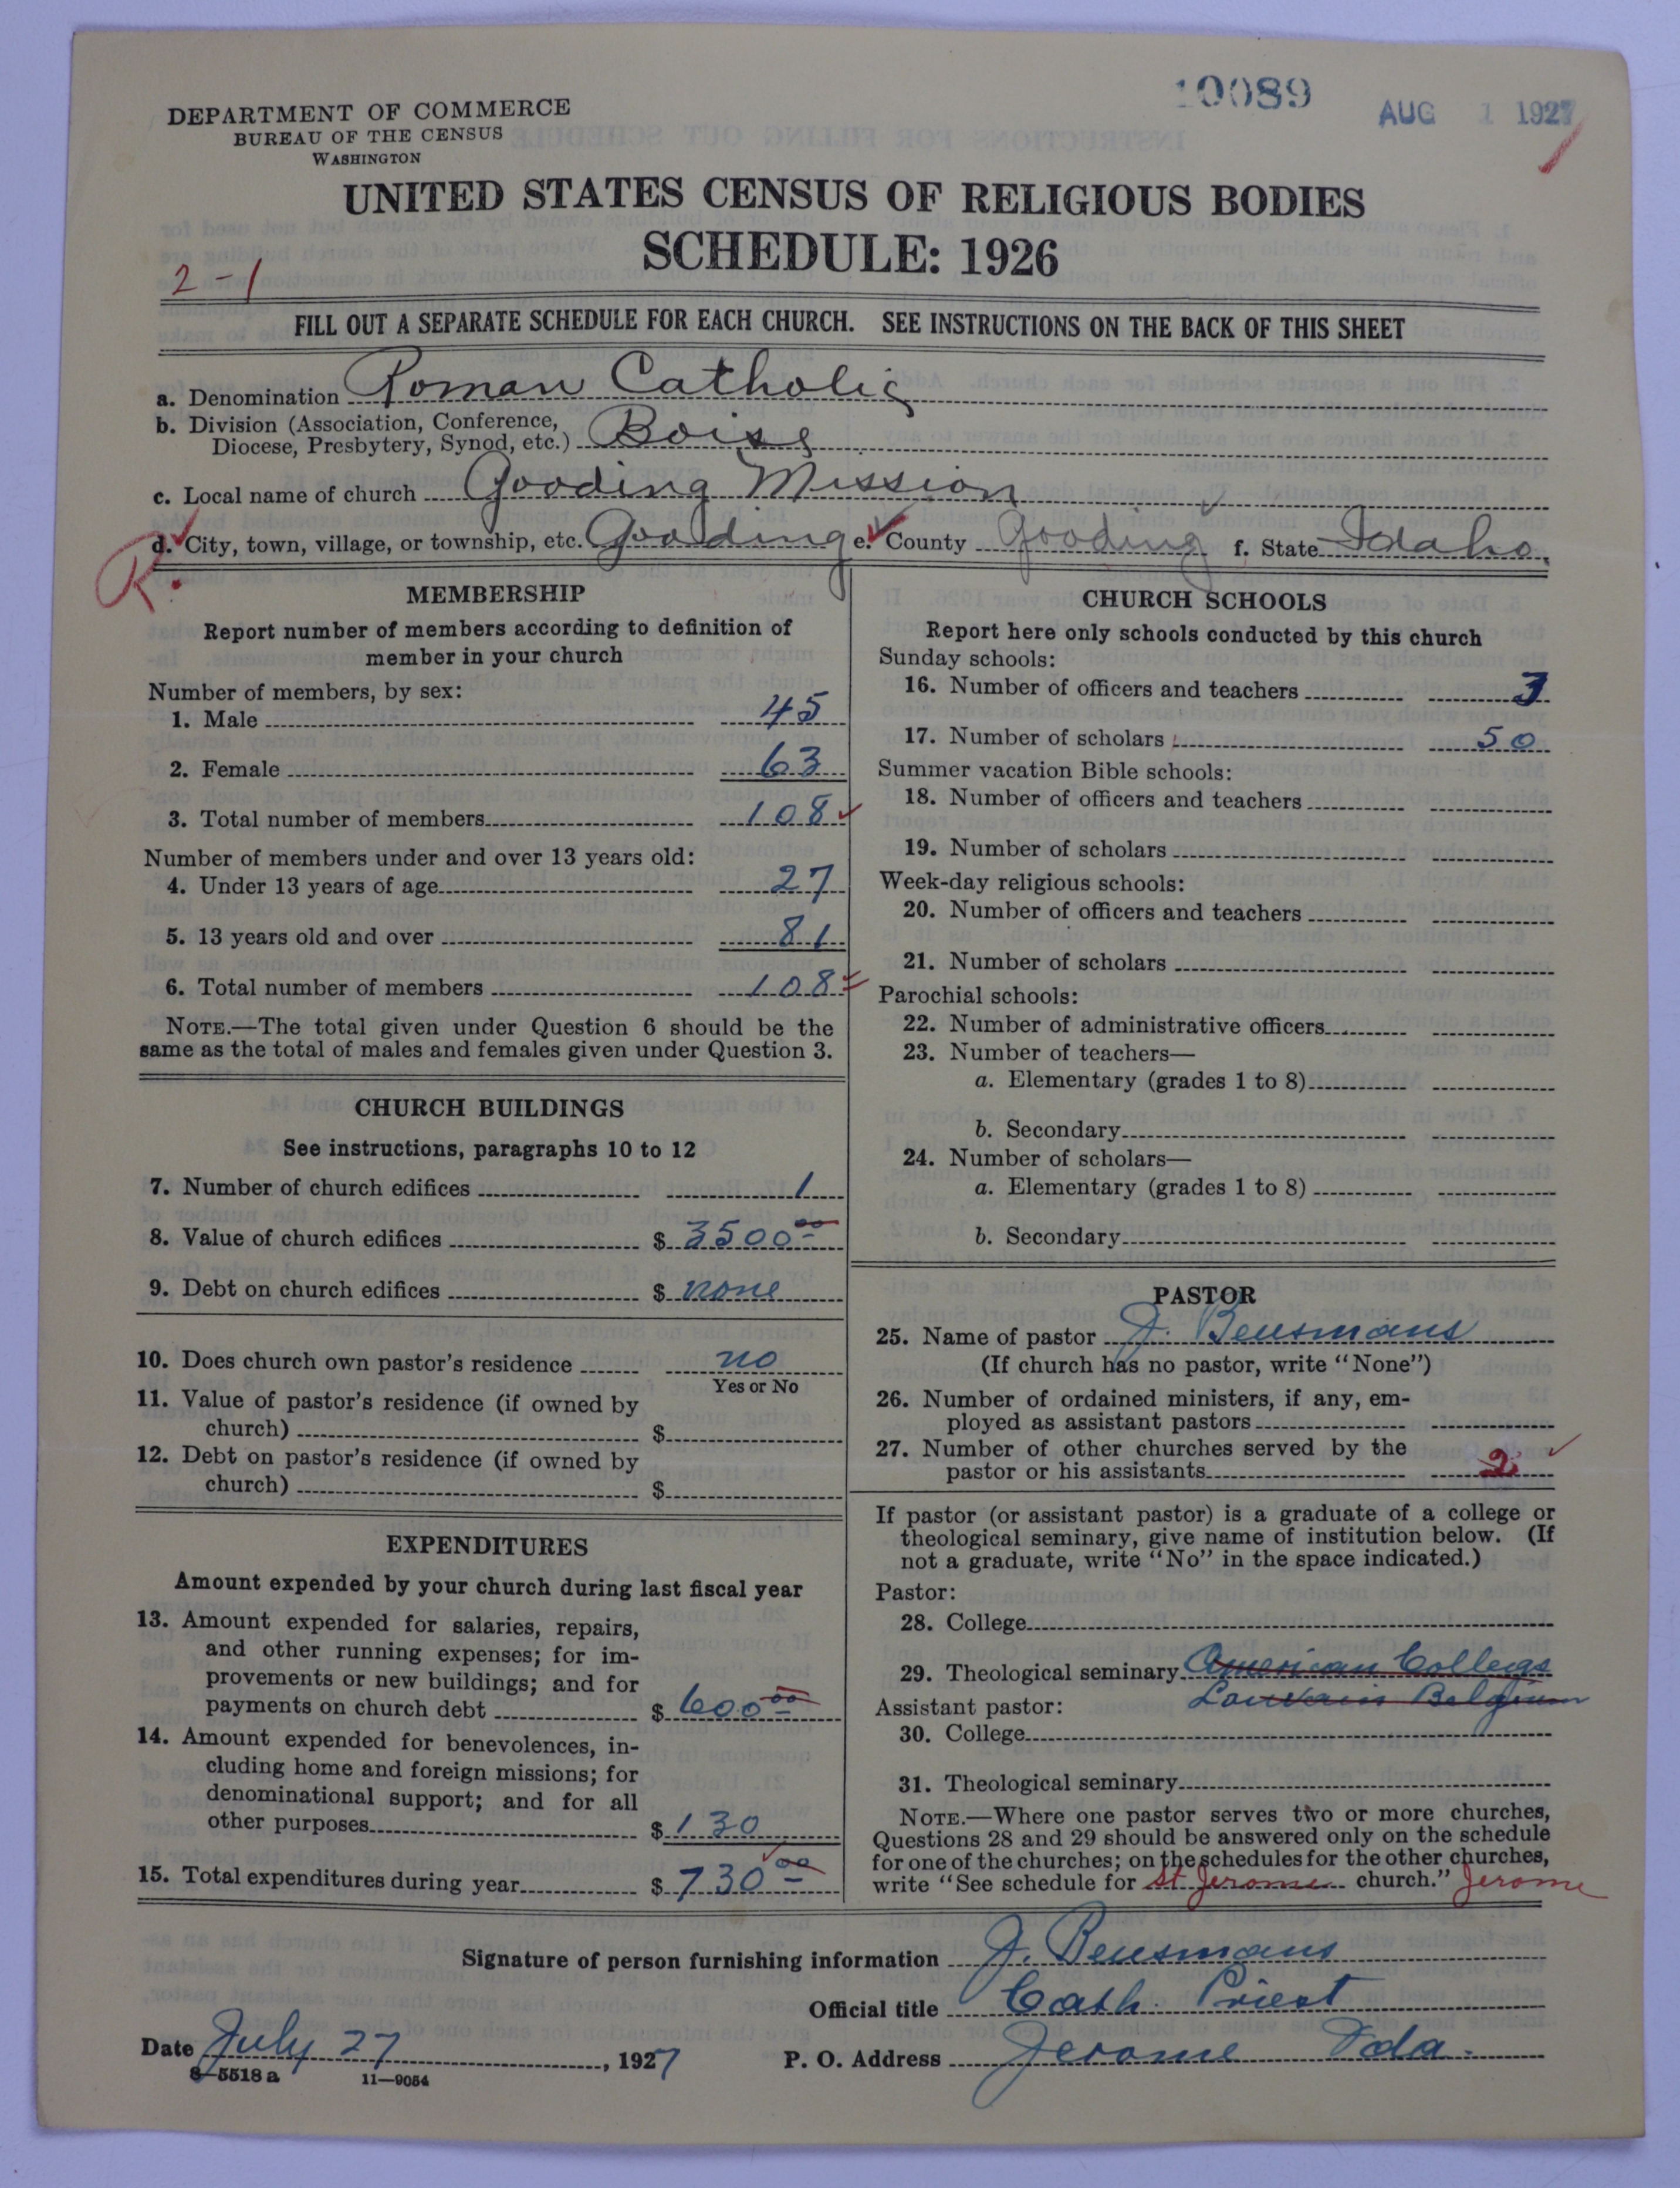 10089
AUG 1 1927
DEPARTMENT OF COMMERCE
BUREAU OF THE CENSUS
WASHINGTON
UNITED STATES CENSUS OF RELIGIOUS BODIES
SCHEDULE: 1926
2-1
FILL OUT A SEPARATE SCHEDULE FOR EACH CHURCH. SEE INSTRUCTIONS ON THE BACK OF THIS SHEET
a. Denomination Roman Catholic
b. Division (Association, Conference,
Diocese, Presbytery, Synod, etc.) Boise
c. Local name of church Gooding Mission
d. City, town, village, or township, etc. Gooding e. County Gooding f. State Idaho.
R.
MEMBERSHIP
Report number of members according to definition of
member in your church
Number of members, by sex:
1. Male 45
2. Female 63
3. Total number of members 108
Number of members under and over 13 years old:
4. Under 13 years of age 27
5. 13 years old and over 81
6. Total number of members 108
NOTE.—The total given under Question 6 should be the
same as the total of males and females given under Question 3.
CHURCH BUILDINGS
See instructions, paragraphs 10 to 12
7. Number of church edifices 1
8. Value of church edifices $ 3500 00
9. Debt on church edifices $ none
10. Does church own pastor's residence no
Yes or No
11. Value of pastor's residence (if owned by
church) $
12. Debt on pastor's residence (if owned by
church) $
EXPENDITURES
Amount expended by your church during last fiscal year
13. Amount expended for salaries, repairs,
and other running expenses; for im-
provements or new buildings; and for
payments on church debt $ 600 00
14. Amount expended for benevolences, in-
cluding home and foreign missions; for
denominational support; and for all
other purposes $ 130
15. Total expenditures during year $ 730 00
CHURCH SCHOOLS
Report here only schools conducted by this church
Sunday schools:
16. Number of officers and teachers 3
17. Number of scholars 50
Summer vacation Bible schools:
18. Number of officers and teachers
19. Number of scholars
Week-day religious schools:
20. Number of officers and teachers
21. Number of scholars
Parochial schools:
22. Number of administrative officers
23. Number of teachers—
a. Elementary (grades 1 to 8)
b. Secondary
24. Number of scholars—
a. Elementary (grades 1 to 8)
b. Secondary
PASTOR
25. Name of pastor J. Beusmans
(If church has no pastor, write "None")
26. Number of ordained ministers, if any, em-
ployed as assistant pastors
27. Number of other churches served by the
pastor or his assistants 2
If pastor (or assistant pastor) is a graduate of a college or
theological seminary, give name of institution below. (If
not a graduate, write "No" in the space indicated.)
Pastor:
28. College
29. Theological seminary American College
Louvain Belgium
Assistant pastor:
30. College
31. Theological seminary
NOTE.—Where one pastor serves two or more churches,
Questions 28 and 29 should be answered only on the schedule
for one of the churches; on the schedules for the other churches,
write "See schedule for St Jerome church." Jerome
Signature of person furnishing information J. Beusmans
Official title Cath. Priest
Date July 27, 1927 P. O. Address Jerome Ida.
8—5518 a 11—9054